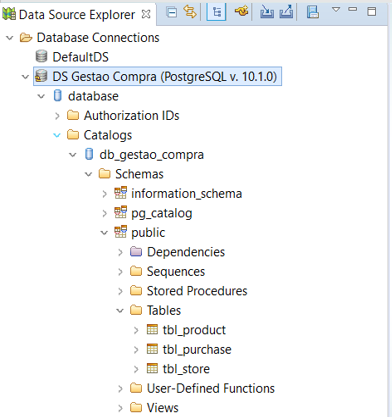 Data Source Explorer
Database Connections
DefaultDS
DS Gestao Compra (PostgreSQL v. 10.1.0)
database
Authorization IDs
Catalogs
db_gestao_compra
Schemas
information_schema
pg_catalog
public
Dependencies
Sequences
Stored Procedures
Tables
tbl_product
tbl_purchase
tbl_store
User-Defined Functions
Views